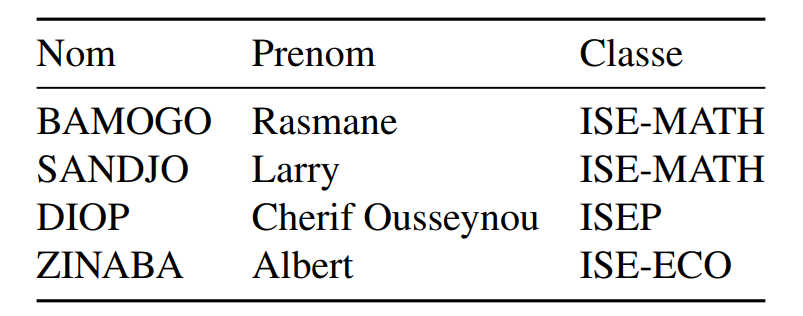 Nom Prenom Classe
BAMOGO Rasmane ISE-MATH
SANDJO Larry ISE-MATH
DIOP Cherif Ousseynou ISEP
ZINABA Albert ISE-ECO